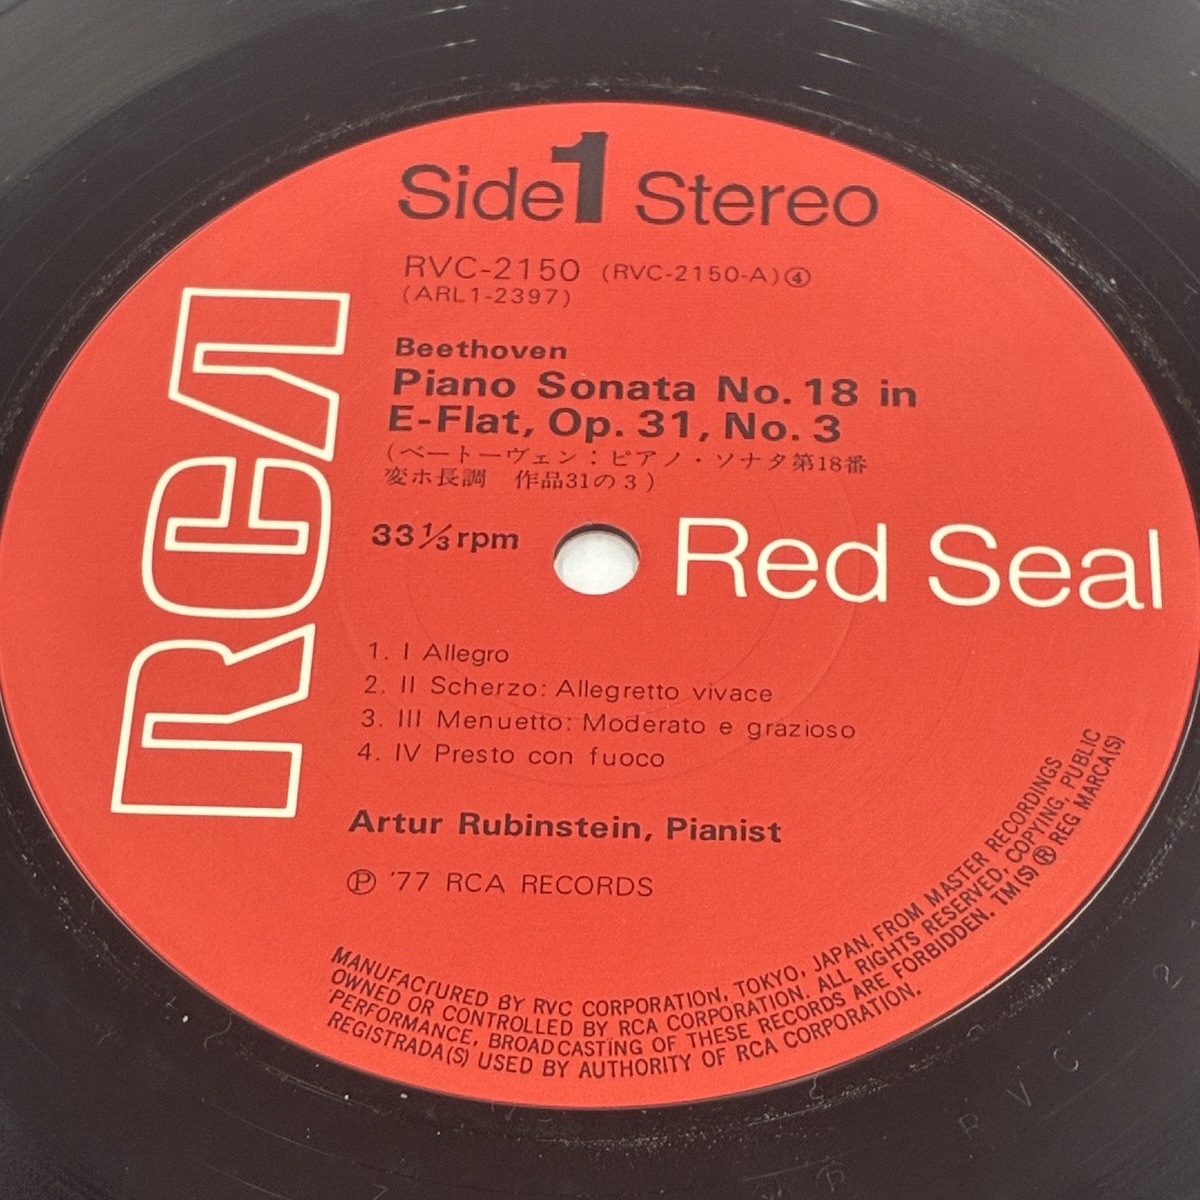 Side 1 Stereo
RVC-2150 (RVC-2150-A)④
(ARL1-2397)
Beethoven
Piano Sonata No. 18 in
E-Flat, Op. 31, No. 3
(ベートーヴェン：ピアノ・ソナタ第18番
変ホ長調　作品31の3)
33⅓ rpm
Red Seal
RCA
1. I Allegro
2. II Scherzo: Allegretto vivace
3. III Menuetto: Moderato e grazioso
4. IV Presto con fuoco
Artur Rubinstein, Pianist
Ⓟ '77 RCA RECORDS
MANUFACTURED BY RVC CORPORATION, TOKYO, JAPAN, FROM MASTER RECORDINGS
OWNED OR CONTROLLED BY RCA CORPORATION. ALL RIGHTS RESERVED, COPYING, PUBLIC
PERFORMANCE, BROADCASTING OF THESE RECORDS ARE FORBIDDEN. TM(S) ® REG MARCA(S)
REGISTRADA(S) USED BY AUTHORITY OF RCA CORPORATION.
R V C 2